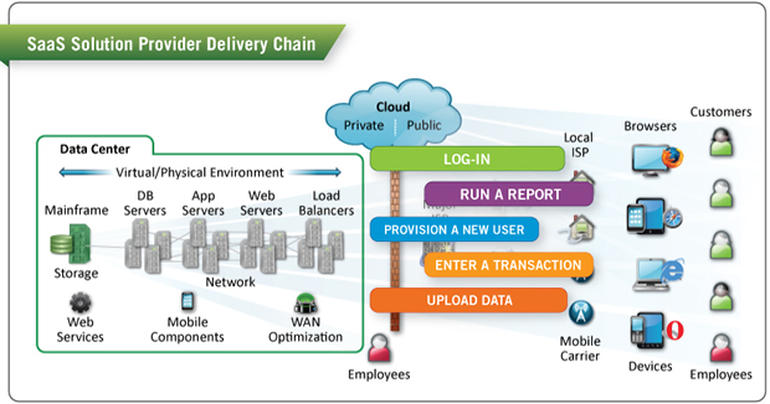 SaaS Solution Provider Delivery Chain
Cloud
Private
Public
Customers
Browsers
Local
ISP
Data Center
Virtual/Physical Environment
LOG-IN
RUN A REPORT
Major
PROVISION A NEW USER
ENTER A TRANSACTION
UPLOAD DATA
Mainframe
DB
Servers
App
Servers
Web
Servers
Load
Balancers
Storage
Network
Web
Services
Mobile
Components
WAN
Optimization
Employees
Mobile
Carrier
Devices
Employees